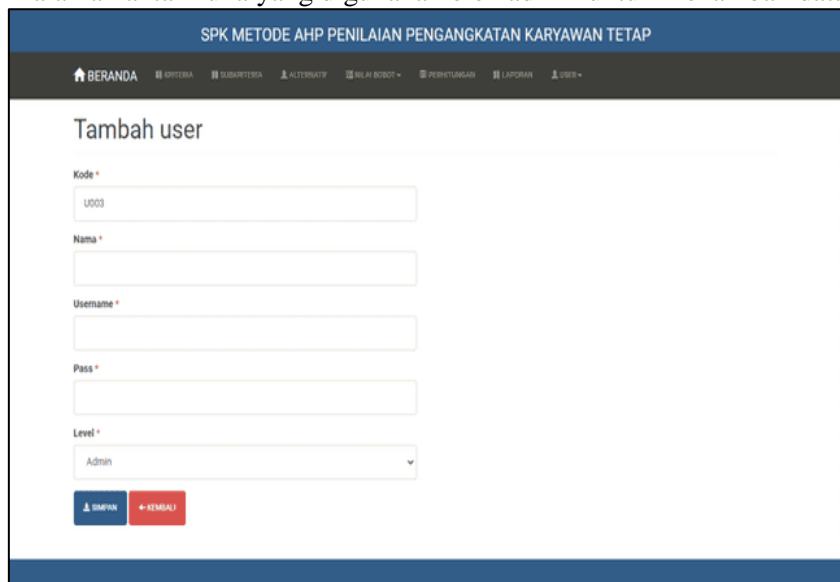 SPK METODE AHP PENILAIAN PENGANGKATAN KARYAWAN TETAP
BERANDA KRITERIA SUBKRITERIA ALTERNATIF NILAI BOBOT PERHITUNGAN LAPORAN USER
Tambah user
Kode *
U003
Nama *
Username *
Pass *
Level *
Admin
SIMPAN KEMBALI